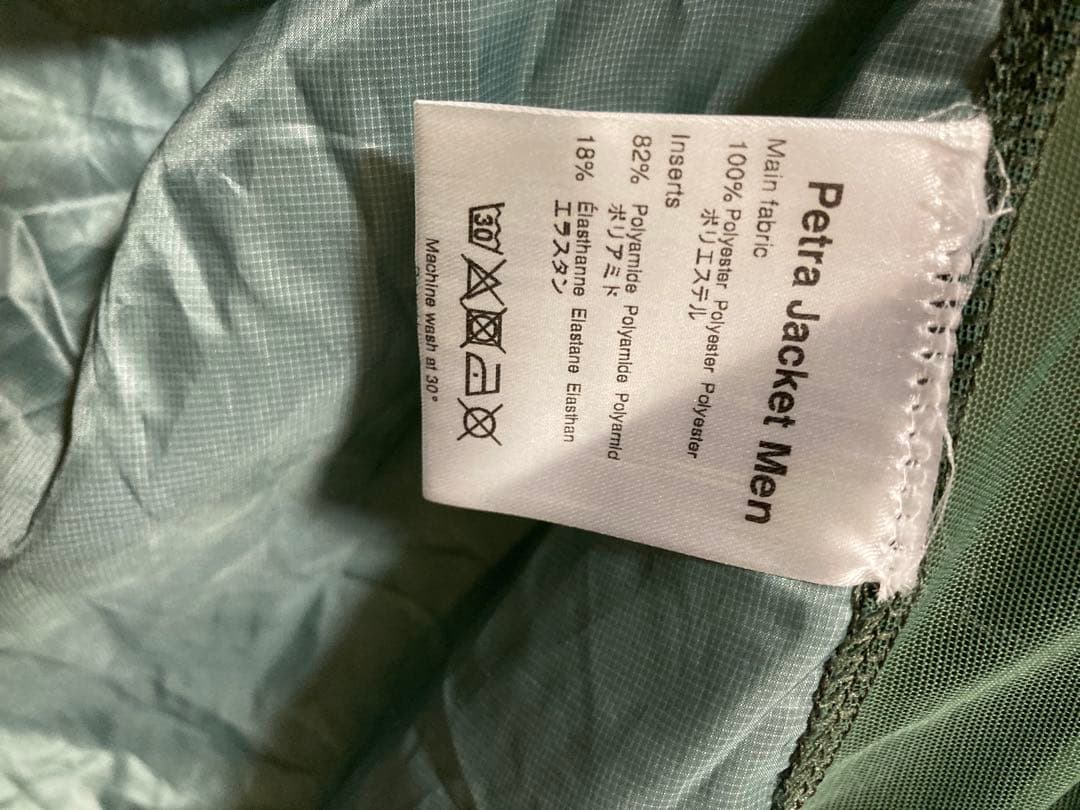 Petra Jacket Men
Main fabric
100% Polyester Polyester Polyester
ポリエステル
Inserts
82% Polyamide Polyamide Polyamid
ポリアミド
18% Élasthanne Elastane Elasthan
エラスタン
30
Machine wash at 30°